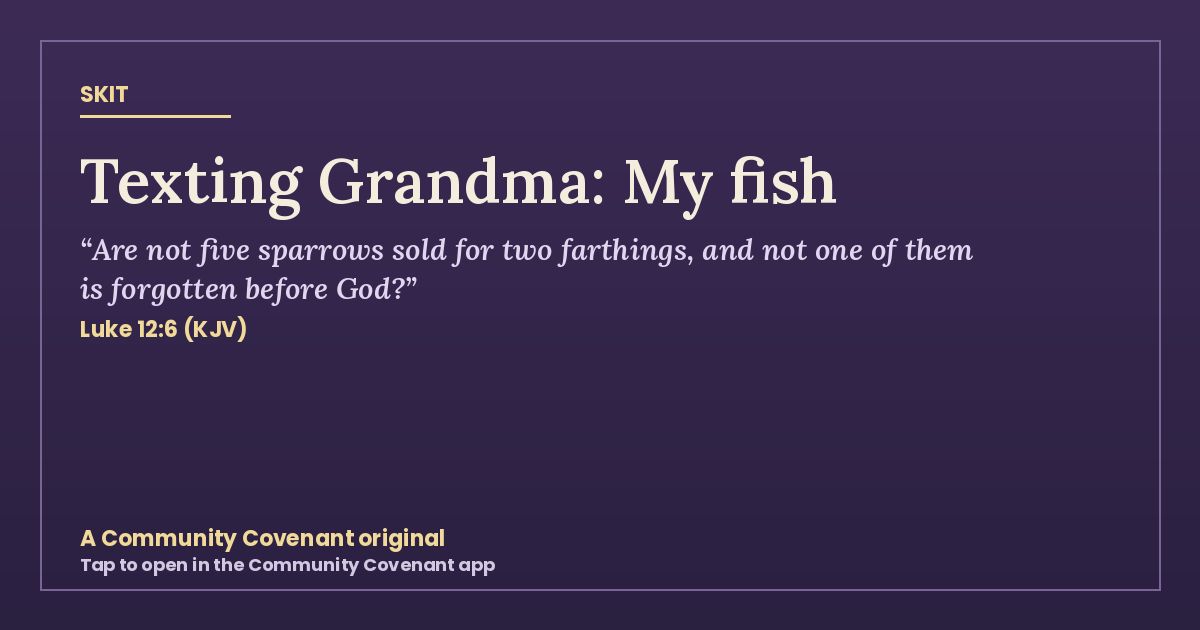 SKIT
Texting Grandma: My fish
“Are not five sparrows sold for two farthings, and not one of them
is forgotten before God?”
Luke 12:6 (KJV)
A Community Covenant original
Tap to open in the Community Covenant app